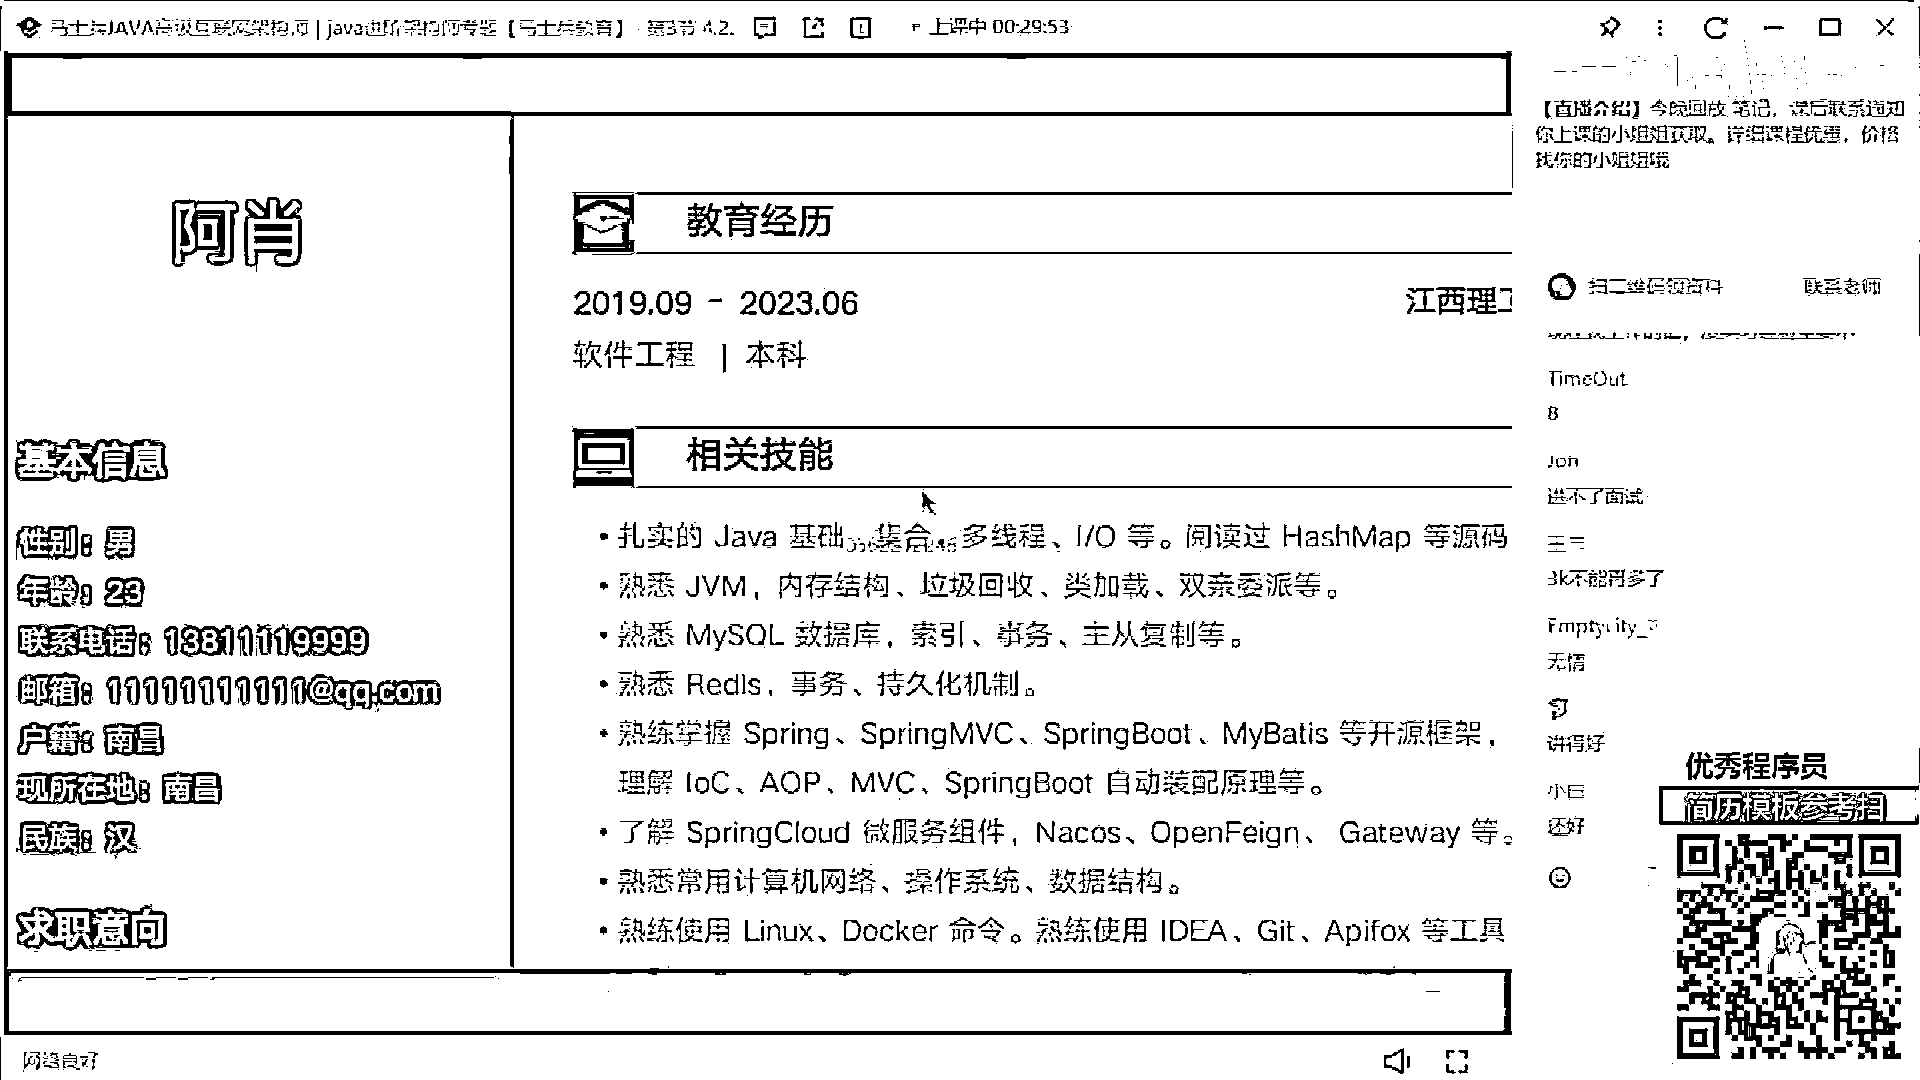 马士兵JAVA高级互联网架构师 | java进阶架构师专题【马士兵教育】 - 第3节 4.2.
上课中 00:29:53
阿肖
基本信息
性别：男
年龄：23
联系电话：13811119999
邮箱：11111111111@qq.com
户籍：南昌
现所在地：南昌
民族：汉
求职意向
教育经历
2019.09 - 2023.06
江西理工
软件工程 | 本科
相关技能
• 扎实的 Java 基础、集合、多线程、I/O 等。阅读过 HashMap 等源码
• 熟悉 JVM，内存结构、垃圾回收、类加载、双亲委派等。
• 熟悉 MySQL 数据库，索引、事务、主从复制等。
• 熟悉 Redis，事务、持久化机制。
• 熟练掌握 Spring、SpringMVC、SpringBoot、MyBatis 等开源框架，
理解 IoC、AOP、MVC、SpringBoot 自动装配原理等。
• 了解 SpringCloud 微服务组件，Nacos、OpenFeign、 Gateway 等。
• 熟悉常用计算机网络、操作系统、数据结构。
• 熟练使用 Linux、Docker 命令。熟练使用 IDEA、Git、Apifox 等工具
网络良好
【直播介绍】今晚回放 笔记，课后联系通知
你上课的小姐姐获取。详细课程优惠，价格
找你的小姐姐哦
扫二维码领资料
联系老师
TimeOut
8
Joh
进不了面试
3k不能再多了
无情
讲得好
还好
优秀程序员
简历模板参考扫